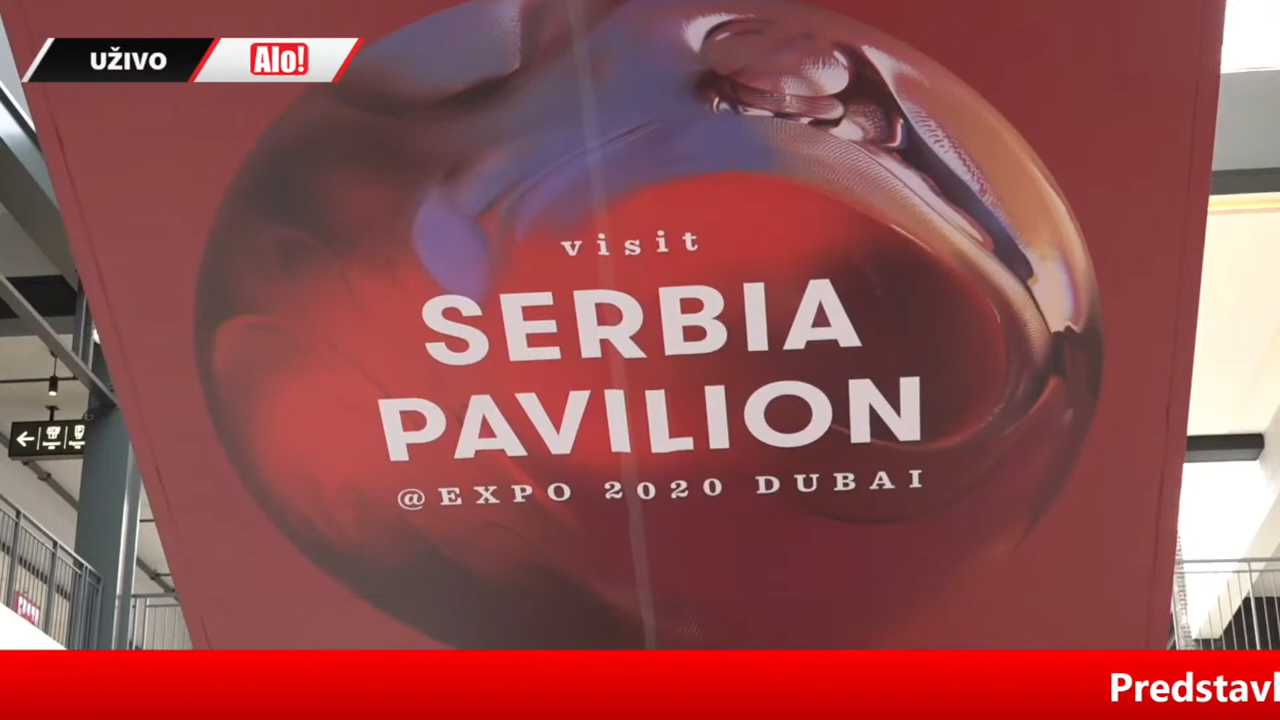 UŽIVO Alo!
visit
SERBIA
PAVILION
@EXPO 2020 DUBAI